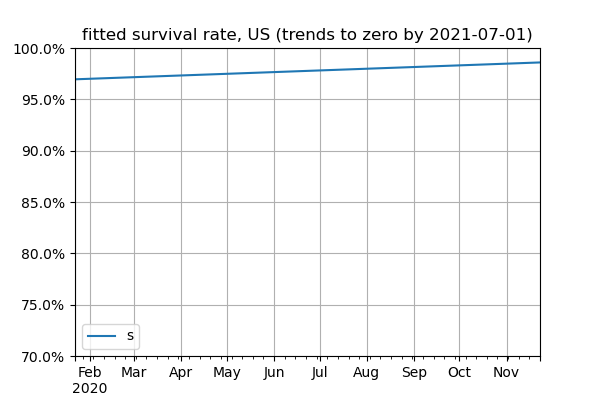 fitted survival rate, US (trends to zero by 2021-07-01)
100.0%
95.0%
90.0%
85.0%
80.0%
75.0%
70.0%
s
Feb Mar Apr May Jun Jul Aug Sep Oct Nov
2020